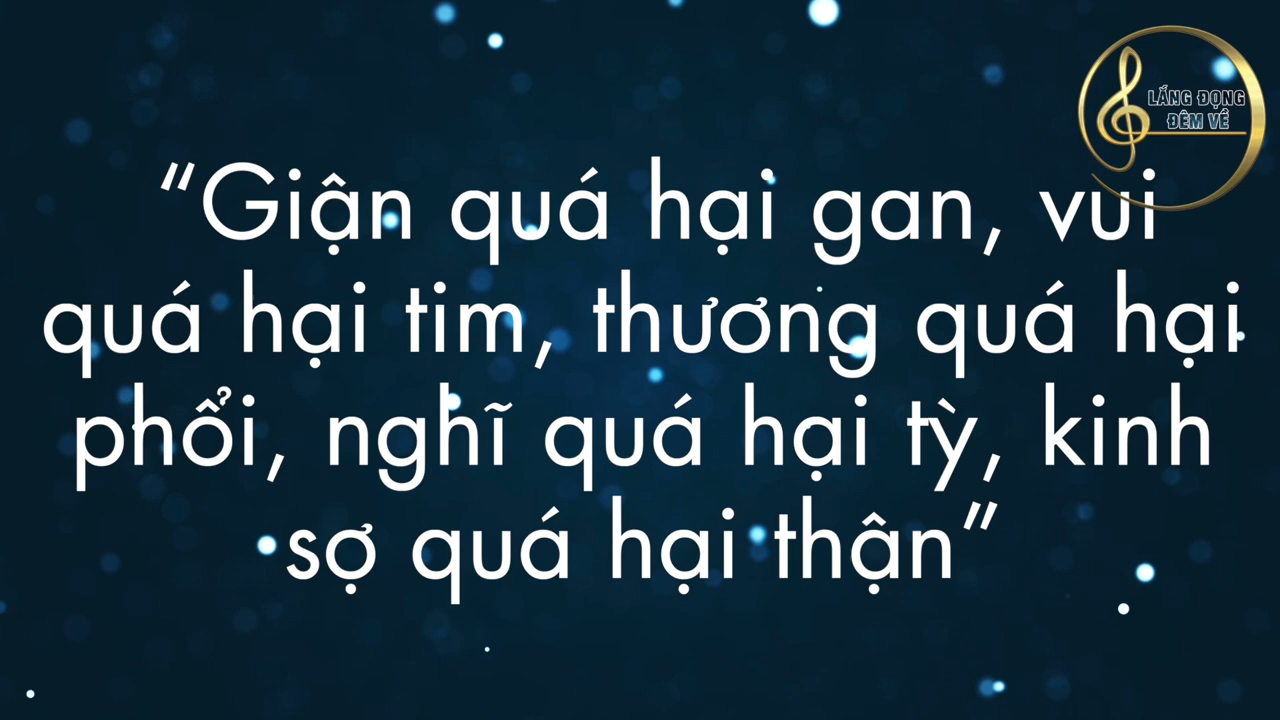 LẮNG ĐỌNG
ĐÊM VỀ
“Giận quá hại gan, vui
quá hại tim, thương quá hại
phổi, nghĩ quá hại tỳ, kinh
sợ quá hại thận”